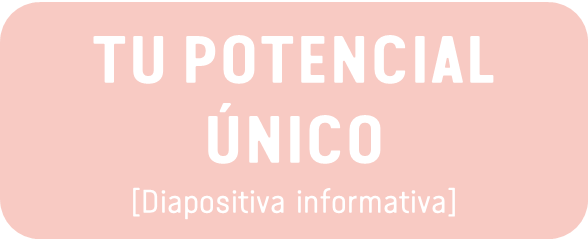 TU POTENCIAL
ÚNICO
[Diapositiva informativa]